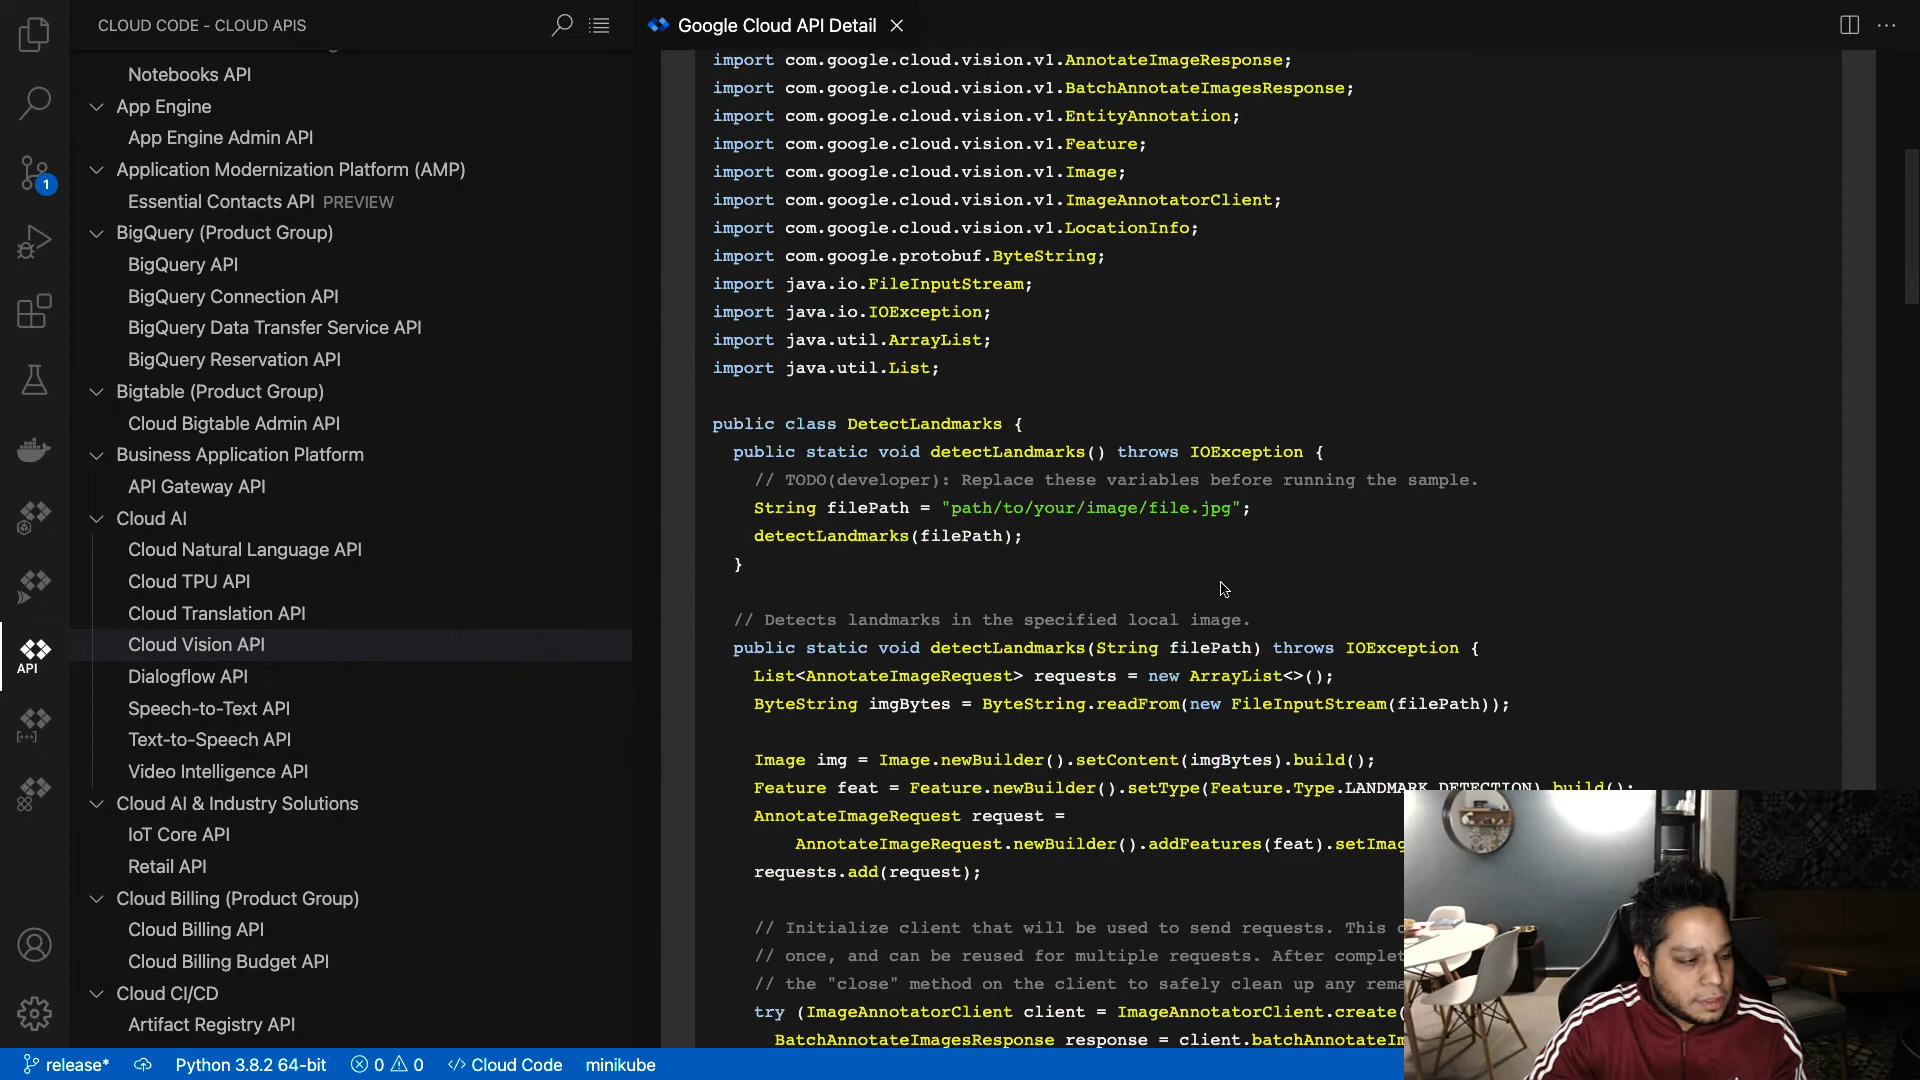 CLOUD CODE - CLOUD APIS
Notebooks API
App Engine
App Engine Admin API
Application Modernization Platform (AMP)
Essential Contacts API PREVIEW
BigQuery (Product Group)
BigQuery API
BigQuery Connection API
BigQuery Data Transfer Service API
BigQuery Reservation API
Bigtable (Product Group)
Cloud Bigtable Admin API
Business Application Platform
API Gateway API
Cloud AI
Cloud Natural Language API
Cloud TPU API
Cloud Translation API
Cloud Vision API
Dialogflow API
Speech-to-Text API
Text-to-Speech API
Video Intelligence API
Cloud AI & Industry Solutions
IoT Core API
Retail API
Cloud Billing (Product Group)
Cloud Billing API
Cloud Billing Budget API
Cloud CI/CD
Artifact Registry API
1
API
Google Cloud API Detail
import com.google.cloud.vision.v1.AnnotateImageResponse;
import com.google.cloud.vision.v1.BatchAnnotateImagesResponse;
import com.google.cloud.vision.v1.EntityAnnotation;
import com.google.cloud.vision.v1.Feature;
import com.google.cloud.vision.v1.Image;
import com.google.cloud.vision.v1.ImageAnnotatorClient;
import com.google.cloud.vision.v1.LocationInfo;
import com.google.protobuf.ByteString;
import java.io.FileInputStream;
import java.io.IOException;
import java.util.ArrayList;
import java.util.List;
public class DetectLandmarks {
public static void detectLandmarks() throws IOException {
// TODO(developer): Replace these variables before running the sample.
String filePath = "path/to/your/image/file.jpg";
detectLandmarks(filePath);
}
// Detects landmarks in the specified local image.
public static void detectLandmarks(String filePath) throws IOException {
List<AnnotateImageRequest> requests = new ArrayList<>();
ByteString imgBytes = ByteString.readFrom(new FileInputStream(filePath));
Image img = Image.newBuilder().setContent(imgBytes).build();
Feature feat = Feature.newBuilder().setType(Feature.Type.LANDMARK_DETECTION).build();
AnnotateImageRequest request =
AnnotateImageRequest.newBuilder().addFeatures(feat).setImag
requests.add(request);
// Initialize client that will be used to send requests. This c
// once, and can be reused for multiple requests. After complet
// the "close" method on the client to safely clean up any rema
try (ImageAnnotatorClient client = ImageAnnotatorClient.create(
BatchAnnotateImagesResponse response = client.batchAnnotateIm
release*
Python 3.8.2 64-bit
0
0
Cloud Code
minikube